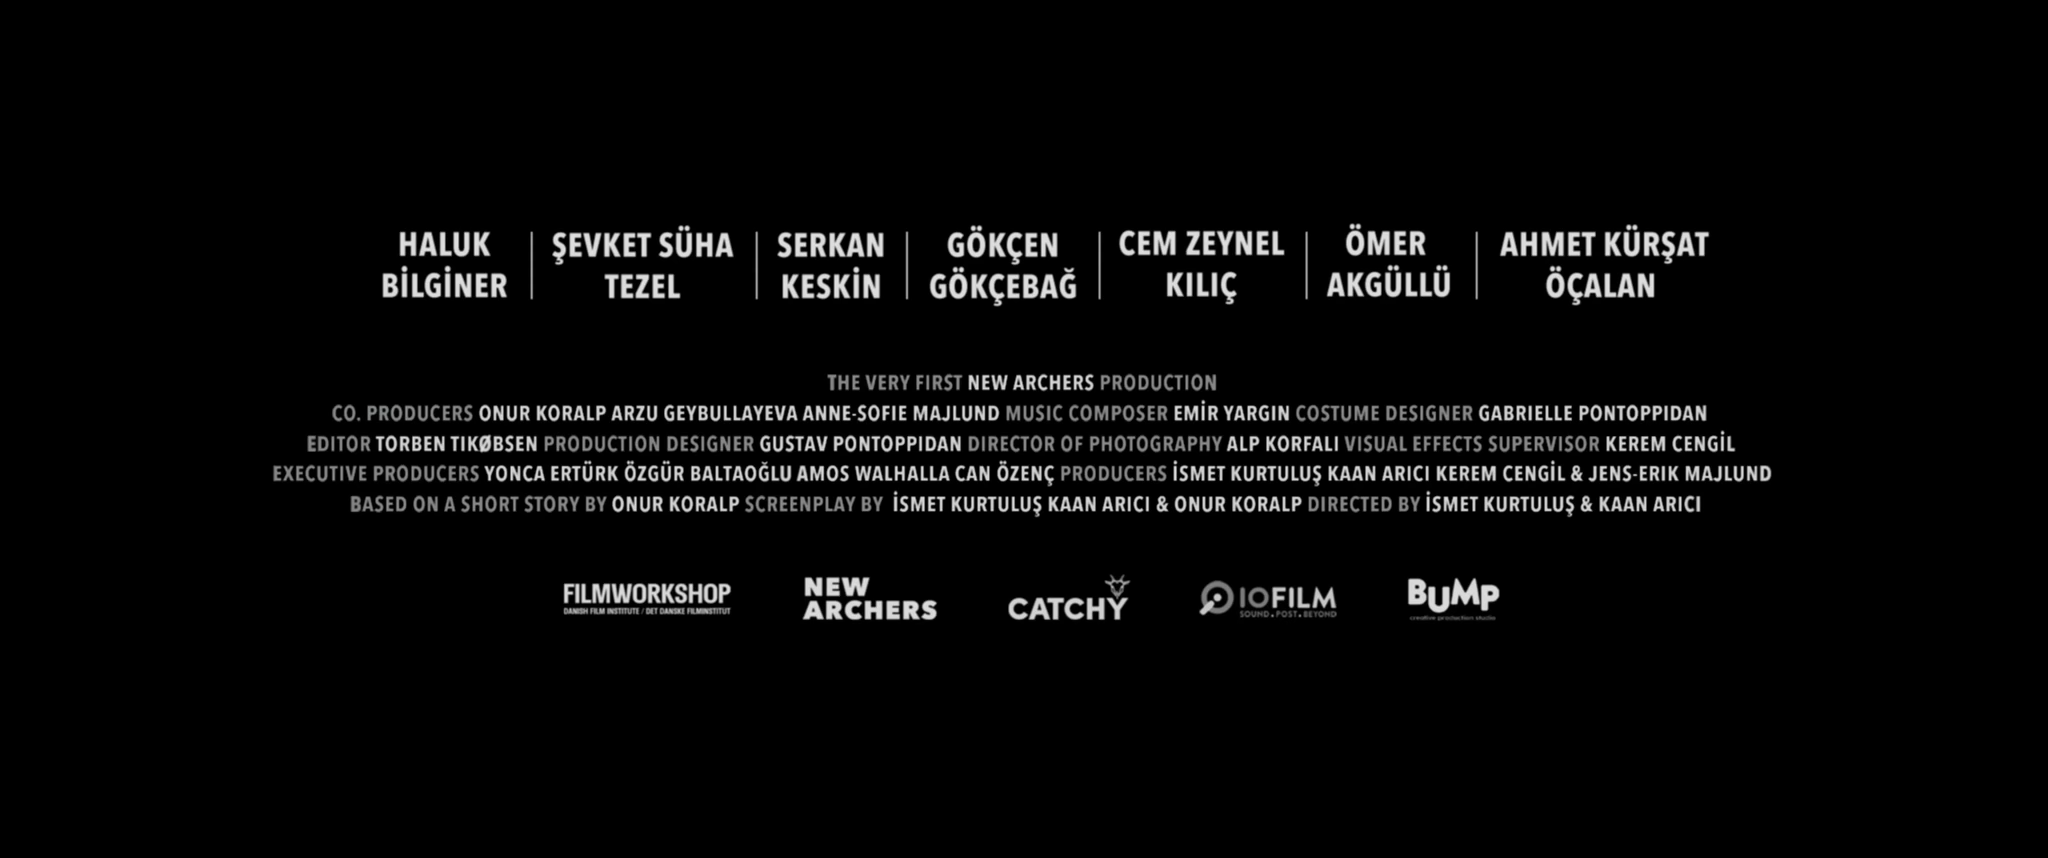 HALUK BİLGİNER
ŞEVKET SÜHA TEZEL
SERKAN KESKİN
GÖKÇEN GÖKÇEBAĞ
CEM ZEYNEL KILIÇ
ÖMER AKGÜLLÜ
AHMET KÜRŞAT ÖÇALAN
THE VERY FIRST NEW ARCHERS PRODUCTION
CO. PRODUCERS ONUR KORALP ARZU GEYBULLAYEVA ANNE-SOFIE MAJLUND MUSIC COMPOSER EMİR YARGIN COSTUME DESIGNER GABRIELLE PONTOPPIDAN
EDITOR TORBEN TIKØBSEN PRODUCTION DESIGNER GUSTAV PONTOPPIDAN DIRECTOR OF PHOTOGRAPHY ALP KORFALI VISUAL EFFECTS SUPERVISOR KEREM CENGİL
EXECUTIVE PRODUCERS YONCA ERTÜRK ÖZGÜR BALTAOĞLU AMOS WALHALLA CAN ÖZENÇ PRODUCERS İSMET KURTULUŞ KAAN ARICI KEREM CENGİL & JENS-ERIK MAJLUND
BASED ON A SHORT STORY BY ONUR KORALP SCREENPLAY BY İSMET KURTULUŞ KAAN ARICI & ONUR KORALP DIRECTED BY İSMET KURTULUŞ & KAAN ARICI
FILMWORKSHOP
DANISH FILM INSTITUTE / DET DANSKE FILMINSTITUT
NEW
ARCHERS
CATCHY
IOFILM
SOUND.POST.BEYOND
BUMP
creative production studio